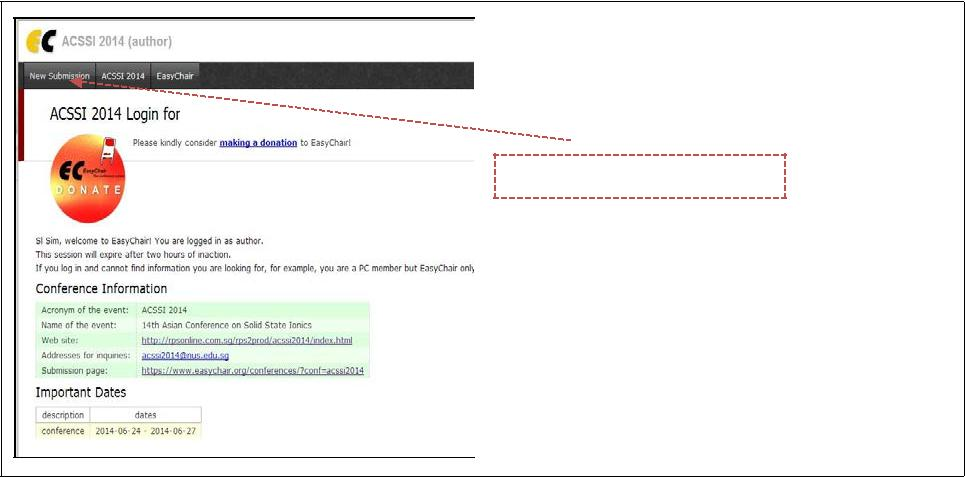 EC ACSSI 2014 (author)
New Submission ACSSI 2014 EasyChair
ACSSI 2014 Login for
Please kindly consider making a donation to EasyChair!
EC EasyChair
DONATE
SI Sim, welcome to EasyChair! You are logged in as author.
This session will expire after two hours of inaction.
If you log in and cannot find information you are looking for, for example, you are a PC member but EasyChair only
Conference Information
Acronym of the event: ACSSI 2014
Name of the event: 14th Asian Conference on Solid State Ionics
Web site: http://rpsonline.com.sg/rps2prod/acssi2014/index.html
Addresses for inquiries: acssi2014@nus.edu.sg
Submission page: https://www.easychair.org/conferences/?conf=acssi2014
Important Dates
description dates
conference 2014-06-24 - 2014-06-27